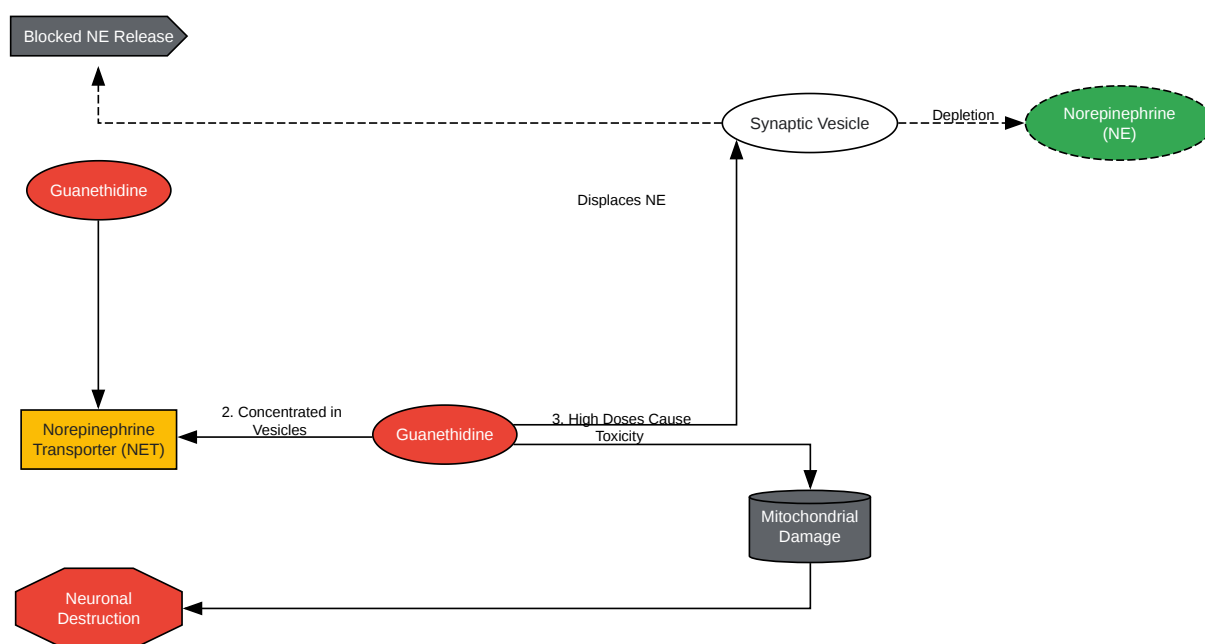 Blocked NE Release
Synaptic Vesicle
Depletion
Norepinephrine
(NE)
Guanethidine
Displaces NE
Norepinephrine
Transporter (NET)
2. Concentrated in
Vesicles
Guanethidine
3. High Doses Cause
Toxicity
Mitochondrial
Damage
Neuronal
Destruction